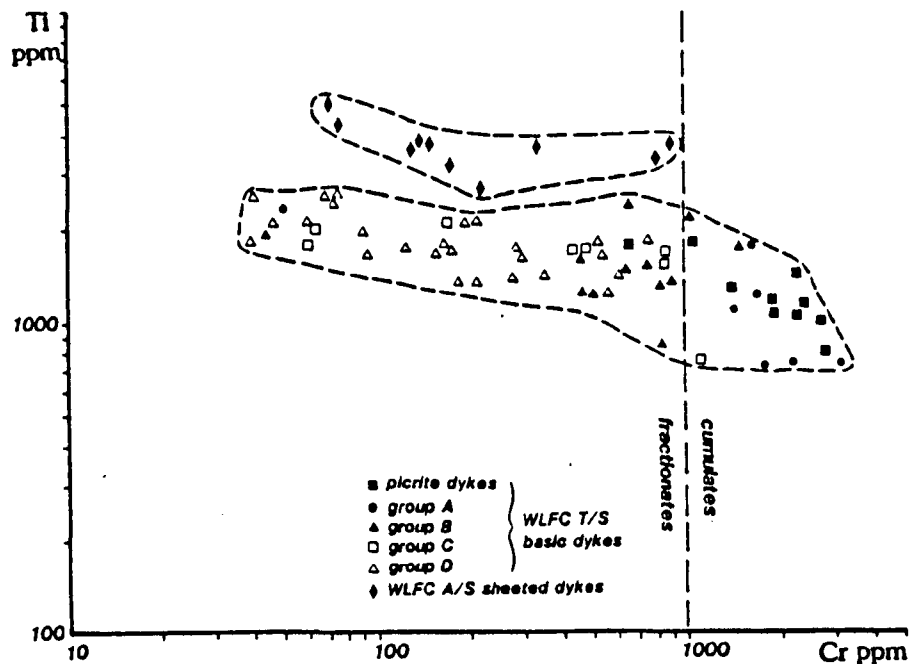 Ti
ppm
1000
fractionates
cumulates
picrite dykes
group A
group B
group C
group D
WLFC T/S
basic dykes
WLFC A/S sheeted dykes
100
10
100
1000
Cr ppm